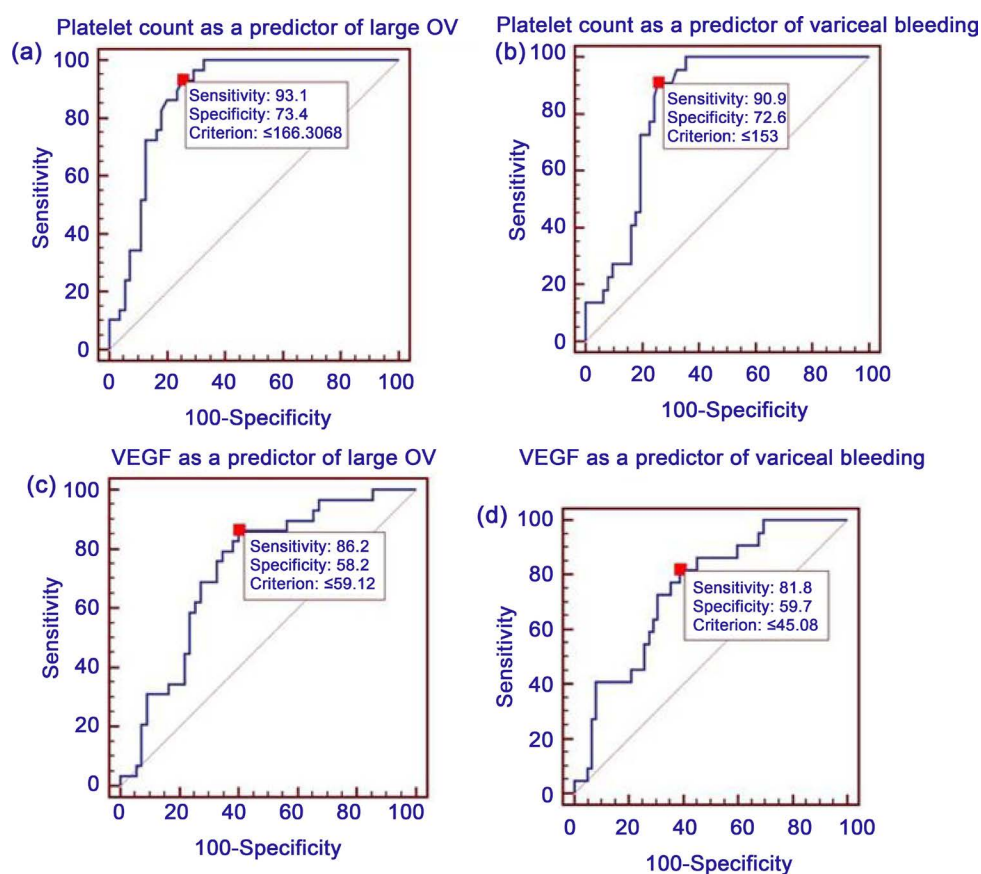 Platelet count as a predictor of large OV
(a)
100
80
60
40
20
0
Sensitivity
Sensitivity: 93.1
Specificity: 73.4
Criterion: ≤166.3068
0 20 40 60 80 100
100-Specificity
Platelet count as a predictor of variceal bleeding
(b)
100
80
60
40
20
0
Sensitivity
Sensitivity: 90.9
Specificity: 72.6
Criterion: ≤153
0 20 40 60 80 100
100-Specificity
VEGF as a predictor of large OV
(c)
100
80
60
40
20
0
Sensitivity
Sensitivity: 86.2
Specificity: 58.2
Criterion: ≤59.12
0 20 40 60 80 100
100-Specificity
VEGF as a predictor of variceal bleeding
(d)
100
80
60
40
20
0
Sensitivity
Sensitivity: 81.8
Specificity: 59.7
Criterion: ≤45.08
0 20 40 60 80 100
100-Specificity